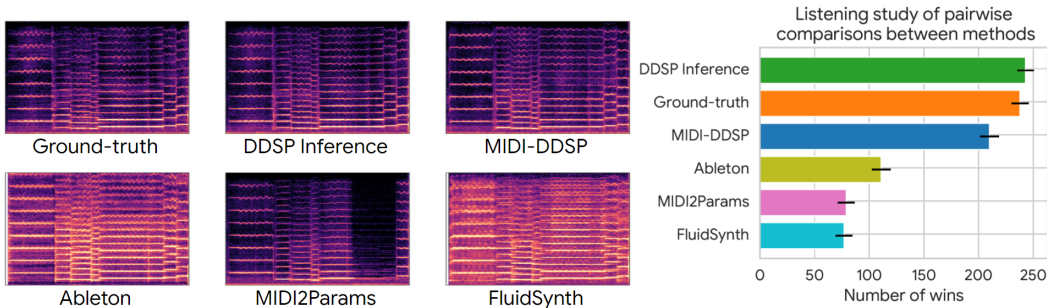 Ground-truth
DDSP Inference
MIDI-DDSP
Ableton
MIDI2Params
FluidSynth
Listening study of pairwise
comparisons between methods
DDSP Inference
Ground-truth
MIDI-DDSP
Ableton
MIDI2Params
FluidSynth
0 50 100 150 200 250
Number of wins